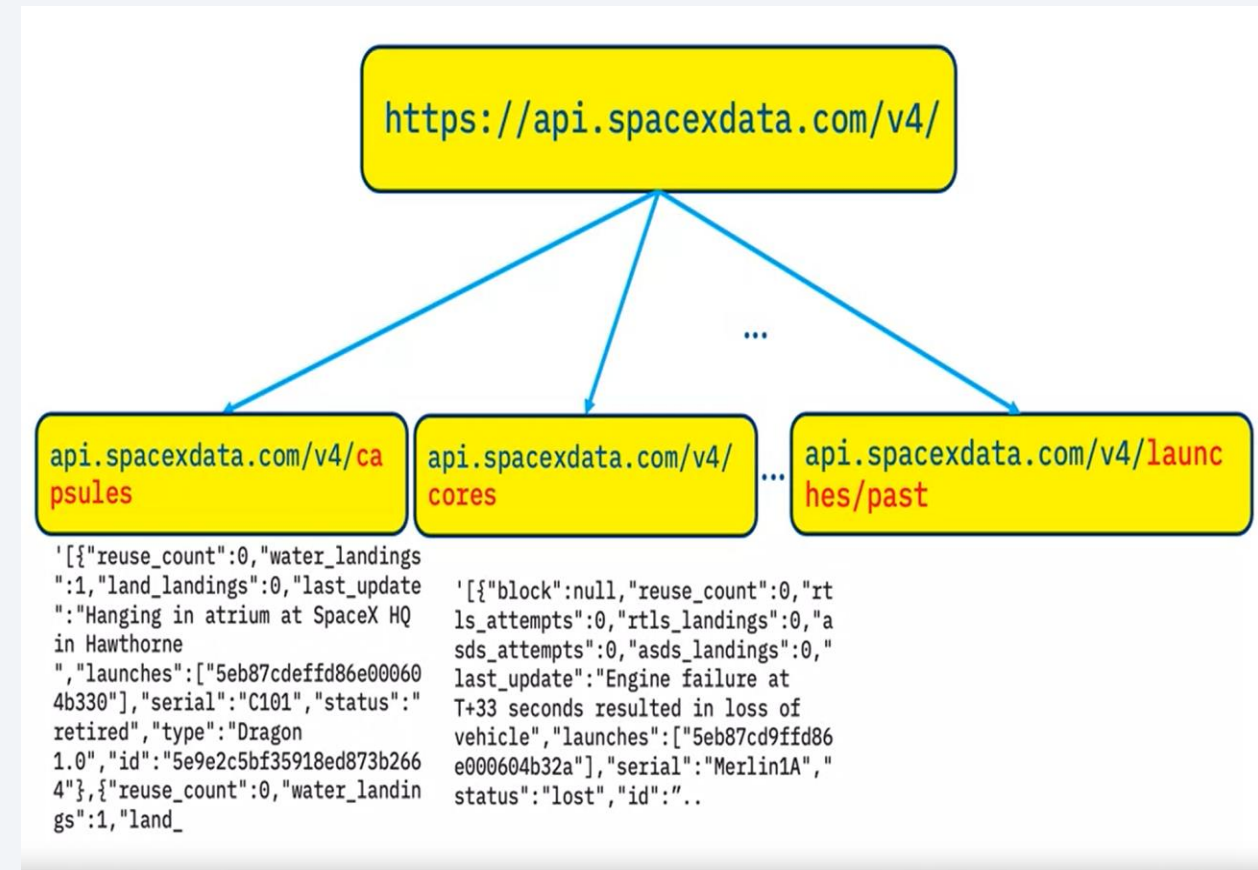 https://api.spacexdata.com/v4/
...
api.spacexdata.com/v4/ca
psules
api.spacexdata.com/v4/
cores
...
api.spacexdata.com/v4/launc
hes/past
'[{"reuse_count":0,"water_landings
":1,"land_landings":0,"last_update
":"Hanging in atrium at SpaceX HQ
in Hawthorne
","launches":["5eb87cdeffd86e00060
4b330"],"serial":"C101","status":"
retired","type":"Dragon
1.0","id":"5e9e2c5bf35918ed873b266
4"},{"reuse_count":0,"water_landin
gs":1,"land_
'[{"block":null,"reuse_count":0,"rt
ls_attempts":0,"rtls_landings":0,"a
sds_attempts":0,"asds_landings":0,"
last_update":"Engine failure at
T+33 seconds resulted in loss of
vehicle","launches":["5eb87cd9ffd86
e000604b32a"],"serial":"Merlin1A","
status":"lost","id":”..